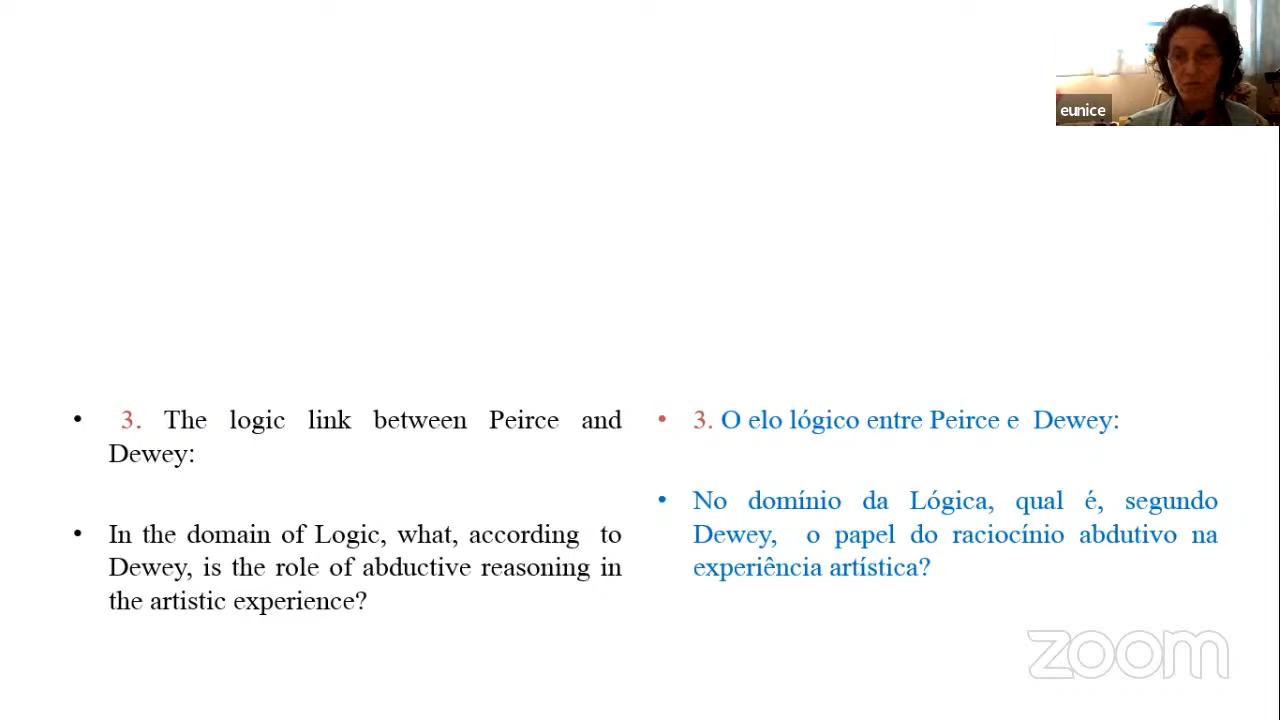 eunice
• 3. The logic link between Peirce and
Dewey:
• In the domain of Logic, what, according to
Dewey, is the role of abductive reasoning in
the artistic experience?
• 3. O elo lógico entre Peirce e Dewey:
• No domínio da Lógica, qual é, segundo
Dewey, o papel do raciocínio abdutivo na
experiência artística?
zoom